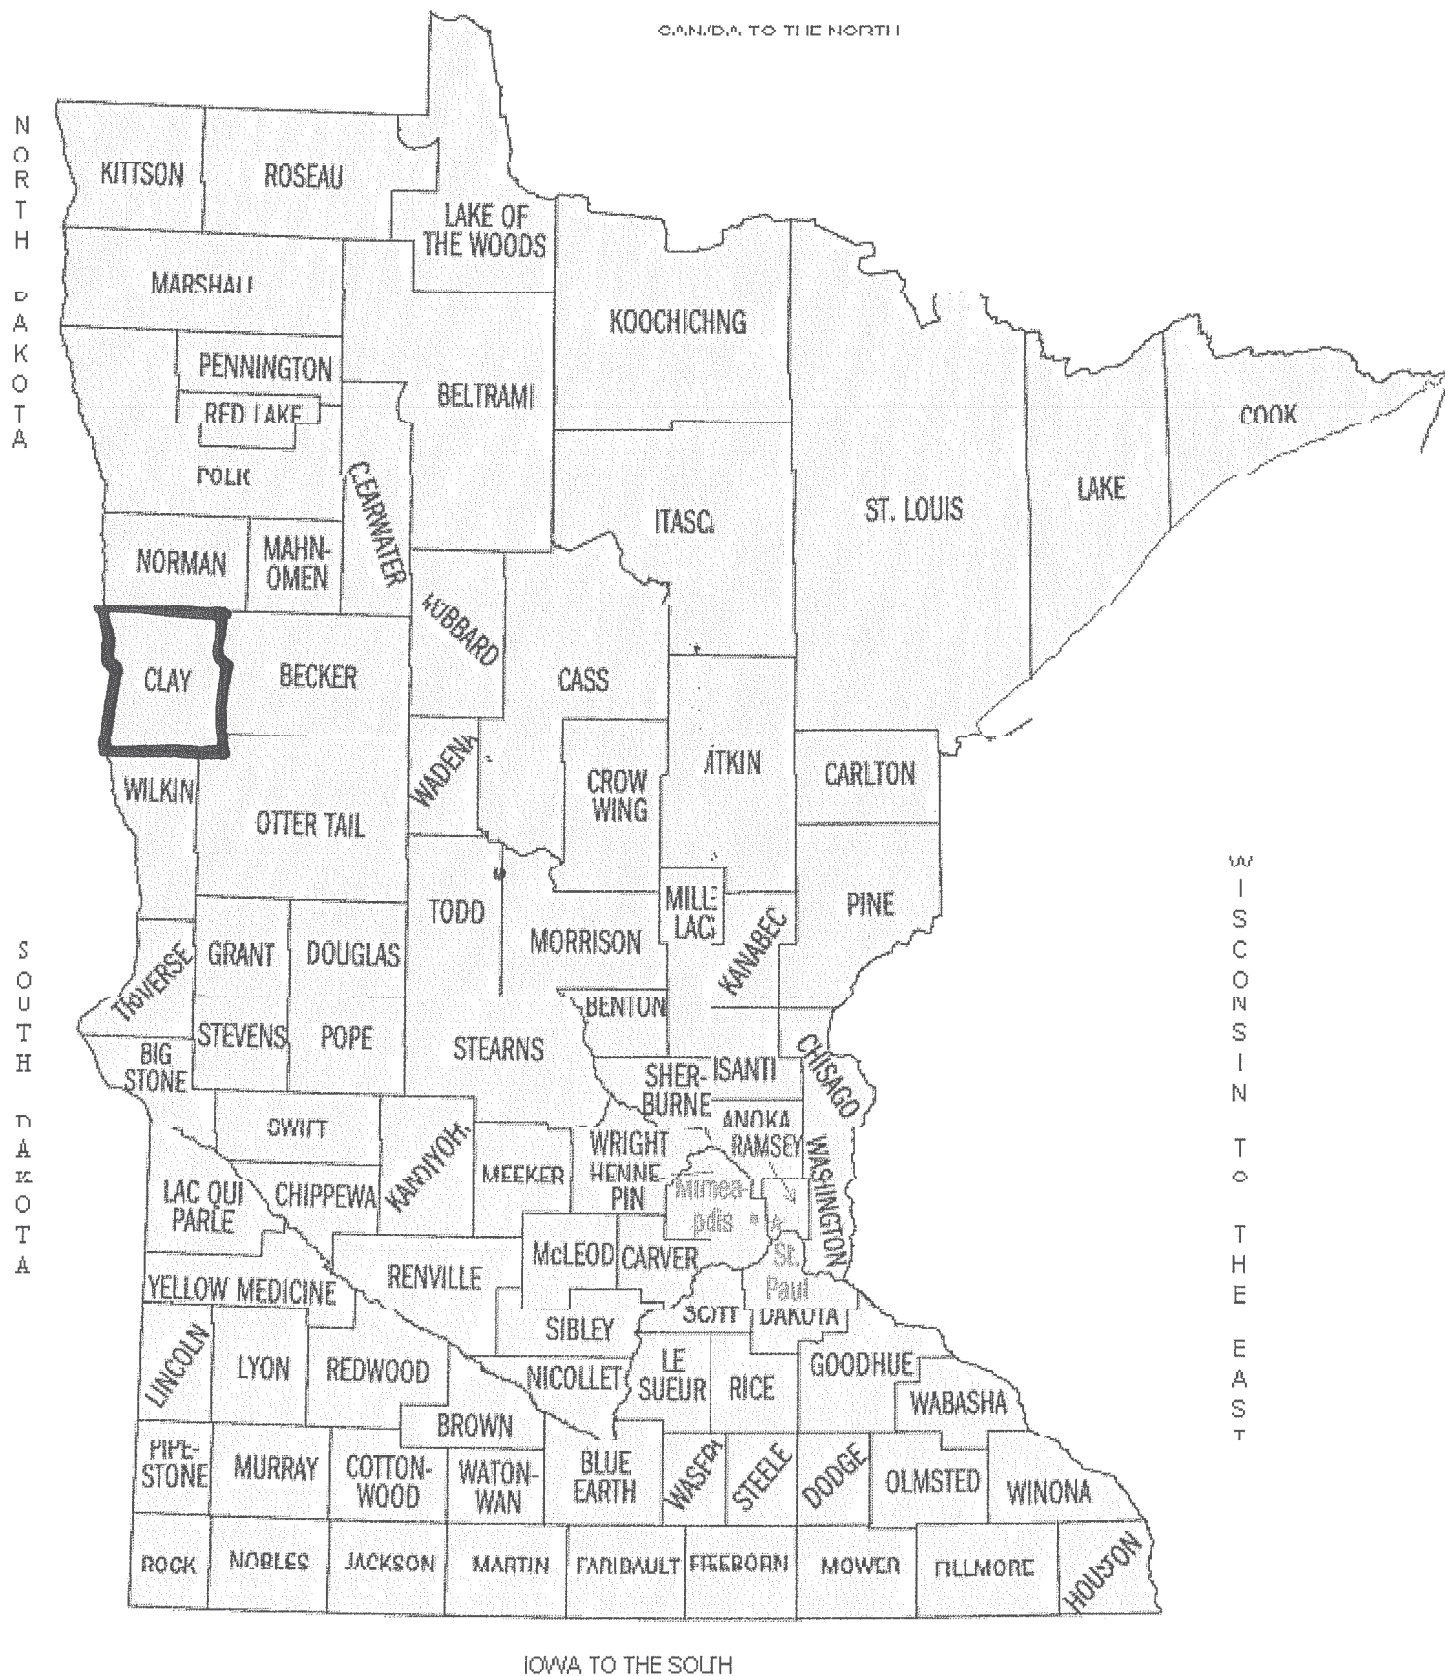 CANADA TO THE NORTH
NORTH DAKOTA
KITTSON
ROSEAU
LAKE OF
THE WOODS
MARSHALL
KOOCHICHNG
PENNINGTON
BELTRAMI
RED LAKE
COOK
POLK
CLEARWATER
LAKE
ST. LOUIS
ITASCA
NORMAN
MAHN-
OMEN
HUBBARD
CLAY
BECKER
CASS
WADENA
AITKIN
CARLTON
CROW
WING
WILKIN
OTTER TAIL
MILLE
LACS
PINE
TODD
KANABEC
MORRISON
GRANT
DOUGLAS
TRAVERSE
BENTON
STEVENS
POPE
STEARNS
BIG
STONE
ISANTI
CHISAGO
SHER-
BURNE
SWIFT
ANOKA
WRIGHT
RAMSEY
KANDIYOHI
MEEKER
HENNE
PIN
WASHINGTON
LAC QUI
PARLE
CHIPPEWA
Minnea-
polis
McLEOD
CARVER
St.
Paul
RENVILLE
YELLOW MEDICINE
SCOTT
DAKOTA
SIBLEY
LINCOLN
LYON
REDWOOD
NICOLLET
LE
SUEUR
RICE
GOODHUE
WABASHA
BROWN
PIPE-
STONE
MURRAY
COTTON-
WOOD
WATON-
WAN
BLUE
EARTH
WASECA
STEELE
DODGE
OLMSTED
WINONA
ROCK
NOBLES
JACKSON
MARTIN
FARIBAULT
FREEBORN
MOWER
FILLMORE
HOUSTON
SOUTH DAKOTA
WISCONSIN TO THE EAST
IOWA TO THE SOUTH